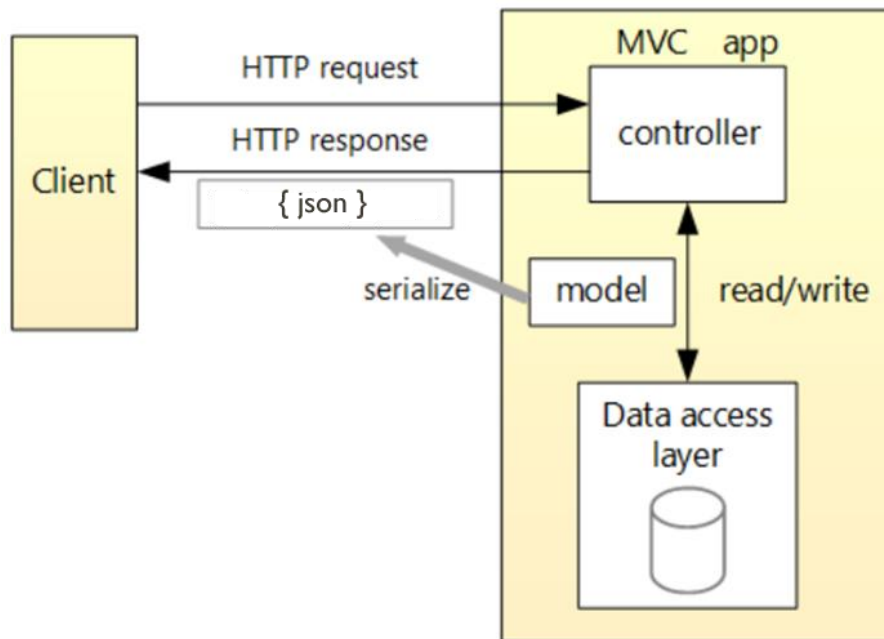 MVC app
HTTP request
controller
HTTP response
Client
{ json }
serialize
model
read/write
Data access
layer